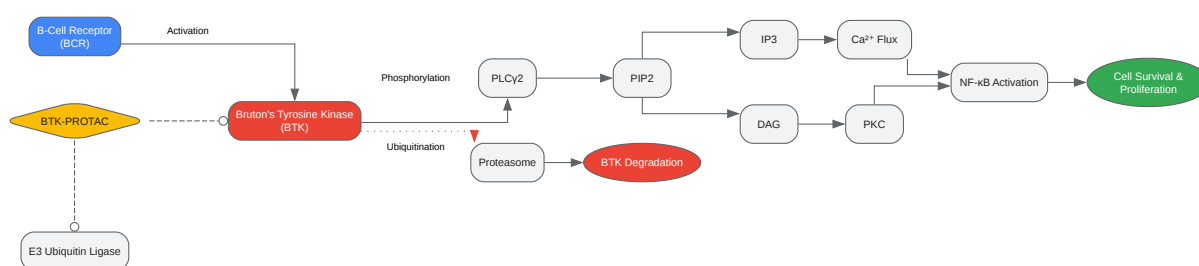 B-Cell Receptor
(BCR)
Activation
BTK-PROTAC
Bruton's Tyrosine Kinase
(BTK)
E3 Ubiquitin Ligase
Phosphorylation
Ubiquitination
PLCγ2
Proteasome
PIP2
BTK Degradation
IP3
DAG
Ca²⁺ Flux
PKC
NF-κB Activation
Cell Survival &
Proliferation